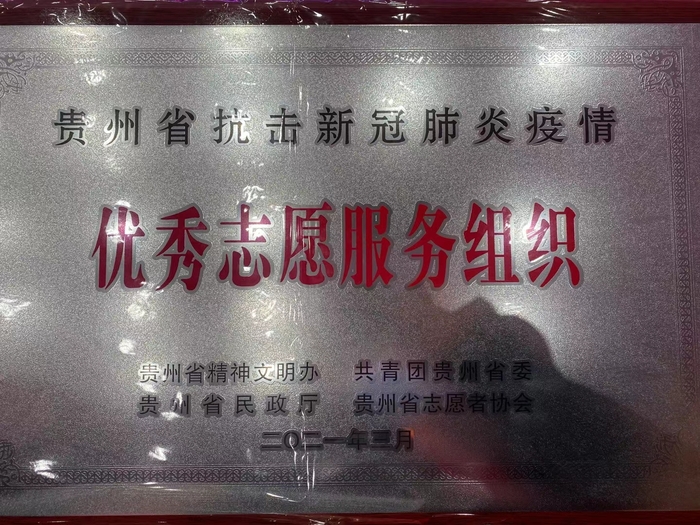 贵州省抗击新冠肺炎疫情
优秀志愿服务组织
贵州省精神文明办 共青团贵州省委
贵州省民政厅 贵州省志愿者协会
二〇二一年三月